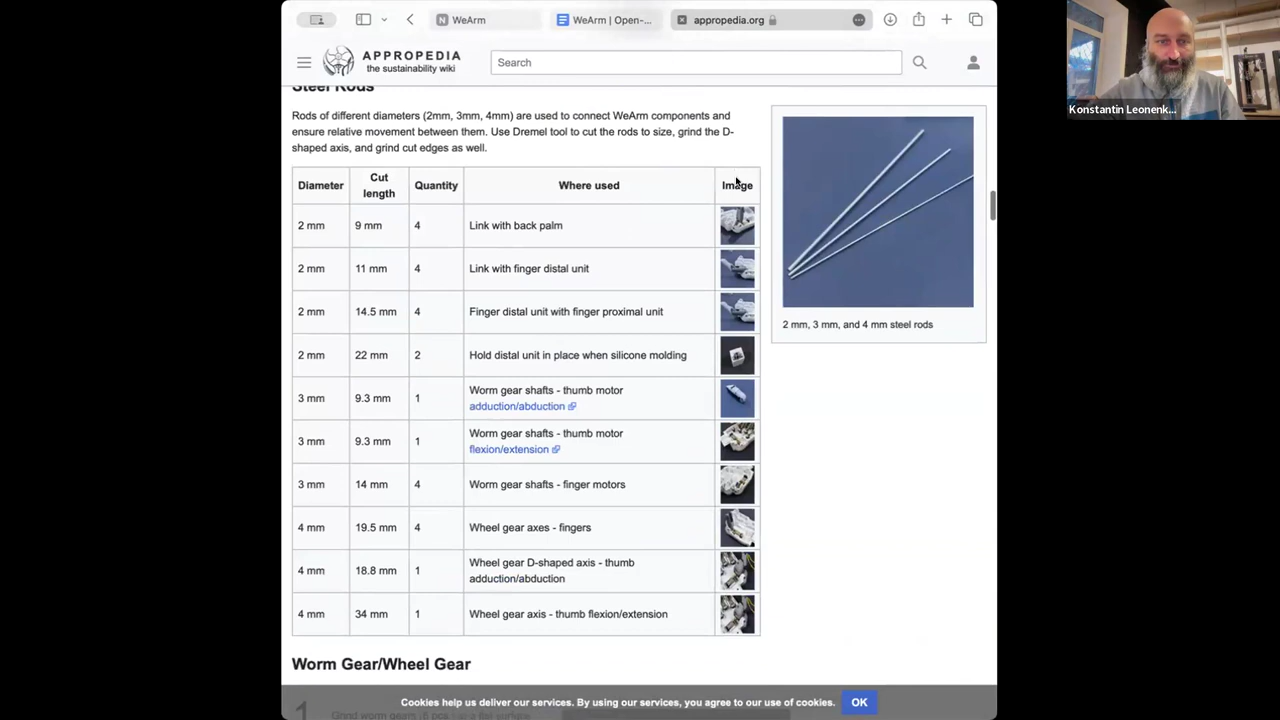 WeArm
WeArm | Open-...
appropedia.org
APPROPEDIA
the sustainability wiki
Search
Konstantin Leonenk...
Steel Rods
Rods of different diameters (2mm, 3mm, 4mm) are used to connect WeArm components and
ensure relative movement between them. Use Dremel tool to cut the rods to size, grind the D-
shaped axis, and grind cut edges as well.
Diameter Cut length Quantity Where used Image
2 mm 9 mm 4 Link with back palm
2 mm 11 mm 4 Link with finger distal unit
2 mm 14.5 mm 4 Finger distal unit with finger proximal unit
2 mm 22 mm 2 Hold distal unit in place when silicone molding
3 mm 9.3 mm 1 Worm gear shafts - thumb motor
adduction/abduction
3 mm 9.3 mm 1 Worm gear shafts - thumb motor
flexion/extension
3 mm 14 mm 4 Worm gear shafts - finger motors
4 mm 19.5 mm 4 Wheel gear axes - fingers
4 mm 18.8 mm 1 Wheel gear D-shaped axis - thumb
adduction/abduction
4 mm 34 mm 1 Wheel gear axis - thumb flexion/extension
2 mm, 3 mm, and 4 mm steel rods
Worm Gear/Wheel Gear
Cookies help us deliver our services. By using our services, you agree to our use of cookies.
OK